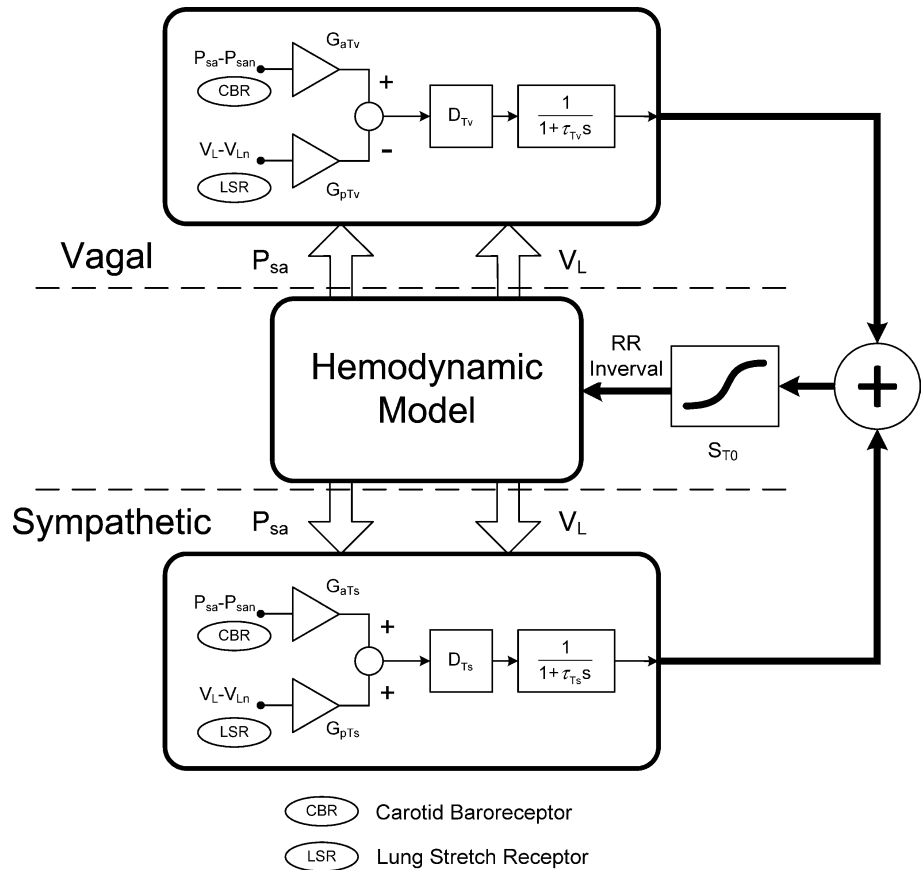 G_aTv
P_sa-P_san
CBR
+
D_Tv
1
1+τ_Tv s
V_L-V_Ln
-
LSR
G_pTv
Vagal
P_sa
V_L
Hemodynamic
Model
RR
Inverval
+
S_T0
Sympathetic
P_sa
V_L
G_aTs
P_sa-P_san
CBR
+
D_Ts
1
1+τ_Ts s
V_L-V_Ln
+
LSR
G_pTs
CBR Carotid Baroreceptor
LSR Lung Stretch Receptor